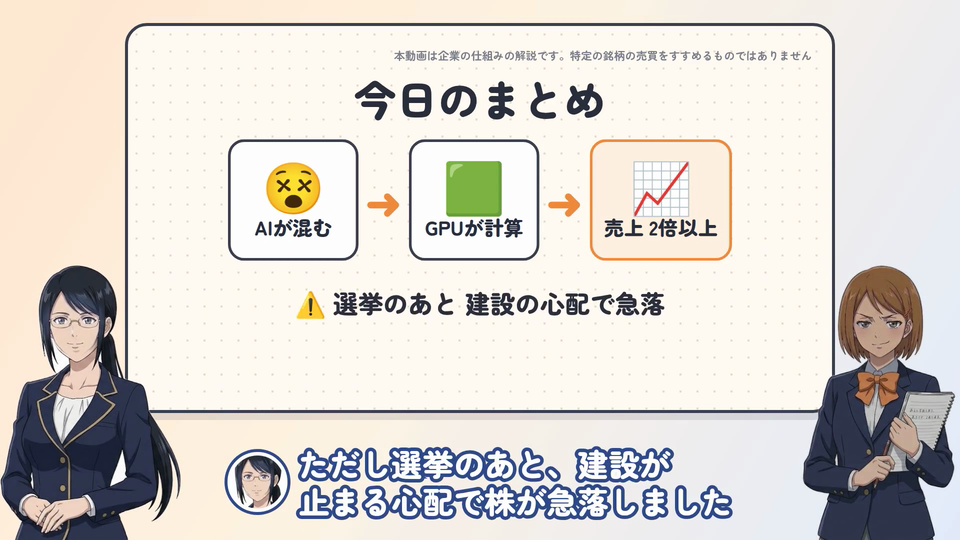 本動画は企業の仕組みの解説です。特定の銘柄の売買をすすめるものではありません
今日のまとめ
AIが混む
GPUが計算
売上 2倍以上
選挙のあと 建設の心配で急落
ただし選挙のあと、建設が
止まる心配で株が急落しました